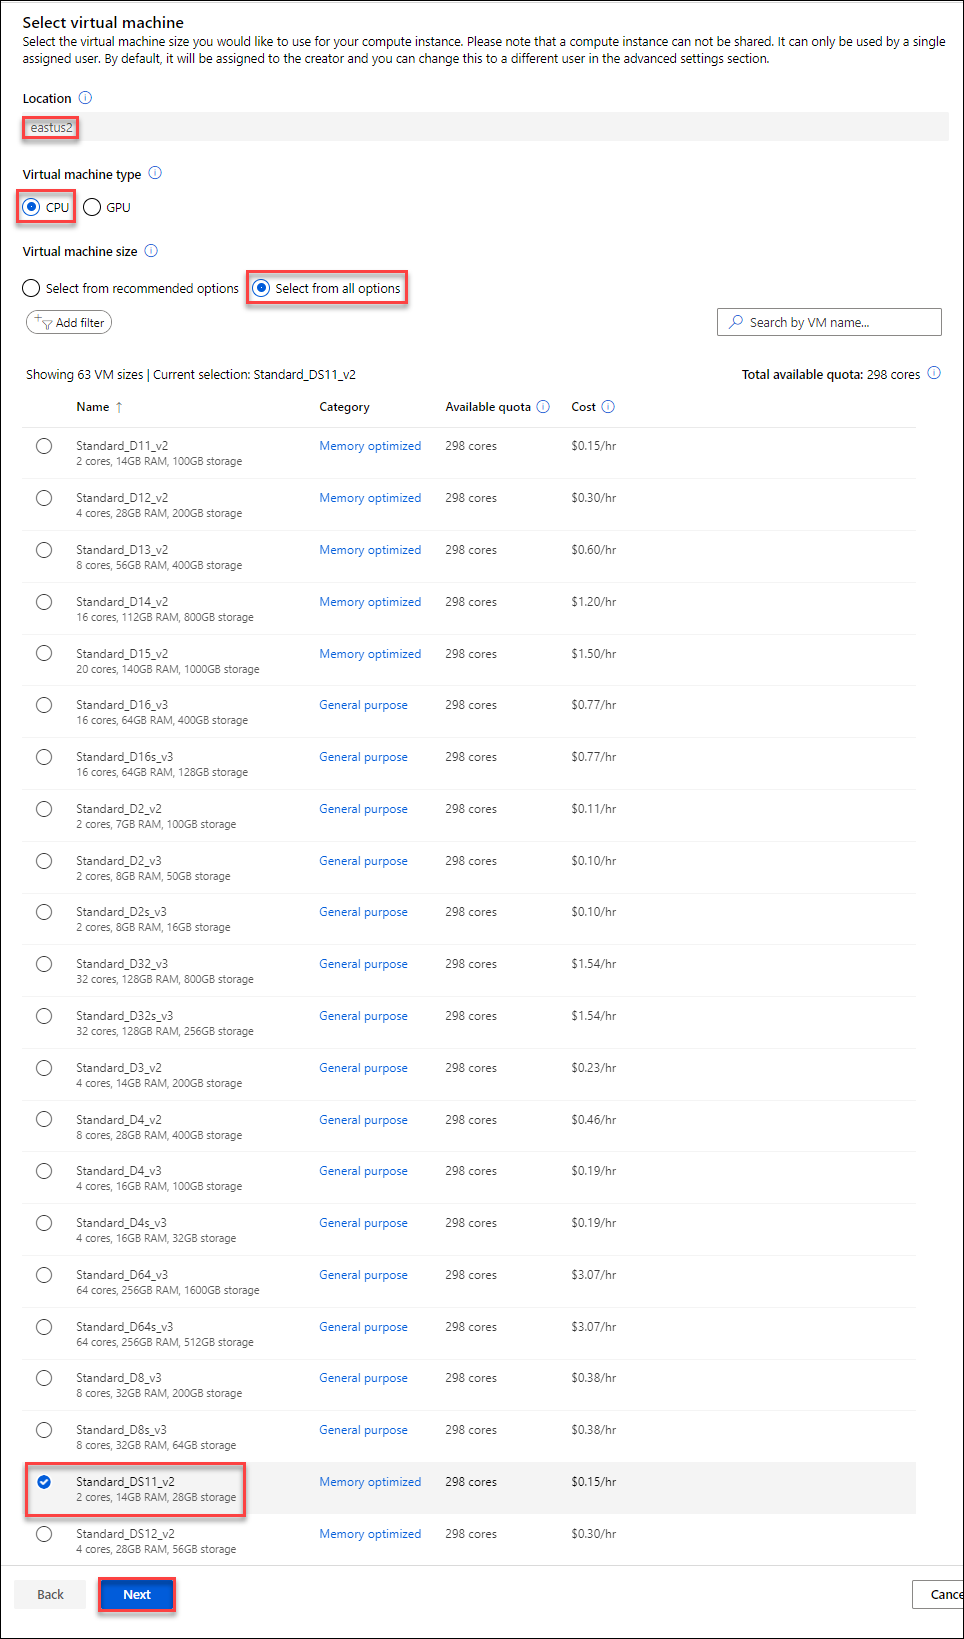 Select virtual machine
Select the virtual machine size you would like to use for your compute instance. Please note that a compute instance can not be shared. It can only be used by a single
assigned user. By default, it will be assigned to the creator and you can change this to a different user in the advanced settings section.
Location
eastus2
Virtual machine type
CPU GPU
Virtual machine size
Select from recommended options Select from all options
Add filter Search by VM name...
Showing 63 VM sizes | Current selection: Standard_DS11_v2 Total available quota: 298 cores
Name ↑ Category Available quota Cost
Standard_D11_v2 Memory optimized 298 cores $0.15/hr
2 cores, 14GB RAM, 100GB storage
Standard_D12_v2 Memory optimized 298 cores $0.30/hr
4 cores, 28GB RAM, 200GB storage
Standard_D13_v2 Memory optimized 298 cores $0.60/hr
8 cores, 56GB RAM, 400GB storage
Standard_D14_v2 Memory optimized 298 cores $1.20/hr
16 cores, 112GB RAM, 800GB storage
Standard_D15_v2 Memory optimized 298 cores $1.50/hr
20 cores, 140GB RAM, 1000GB storage
Standard_D16_v3 General purpose 298 cores $0.77/hr
16 cores, 64GB RAM, 400GB storage
Standard_D16s_v3 General purpose 298 cores $0.77/hr
16 cores, 64GB RAM, 128GB storage
Standard_D2_v2 General purpose 298 cores $0.11/hr
2 cores, 7GB RAM, 100GB storage
Standard_D2_v3 General purpose 298 cores $0.10/hr
2 cores, 8GB RAM, 50GB storage
Standard_D2s_v3 General purpose 298 cores $0.10/hr
2 cores, 8GB RAM, 16GB storage
Standard_D32_v3 General purpose 298 cores $1.54/hr
32 cores, 128GB RAM, 800GB storage
Standard_D32s_v3 General purpose 298 cores $1.54/hr
32 cores, 128GB RAM, 256GB storage
Standard_D3_v2 General purpose 298 cores $0.23/hr
4 cores, 14GB RAM, 200GB storage
Standard_D4_v2 General purpose 298 cores $0.46/hr
8 cores, 28GB RAM, 400GB storage
Standard_D4_v3 General purpose 298 cores $0.19/hr
4 cores, 16GB RAM, 100GB storage
Standard_D4s_v3 General purpose 298 cores $0.19/hr
4 cores, 16GB RAM, 32GB storage
Standard_D64_v3 General purpose 298 cores $3.07/hr
64 cores, 256GB RAM, 1600GB storage
Standard_D64s_v3 General purpose 298 cores $3.07/hr
64 cores, 256GB RAM, 512GB storage
Standard_D8_v3 General purpose 298 cores $0.38/hr
8 cores, 32GB RAM, 200GB storage
Standard_D8s_v3 General purpose 298 cores $0.38/hr
8 cores, 32GB RAM, 64GB storage
Standard_DS11_v2 Memory optimized 298 cores $0.15/hr
2 cores, 14GB RAM, 28GB storage
Standard_DS12_v2 Memory optimized 298 cores $0.30/hr
4 cores, 28GB RAM, 56GB storage
Back Next Cance